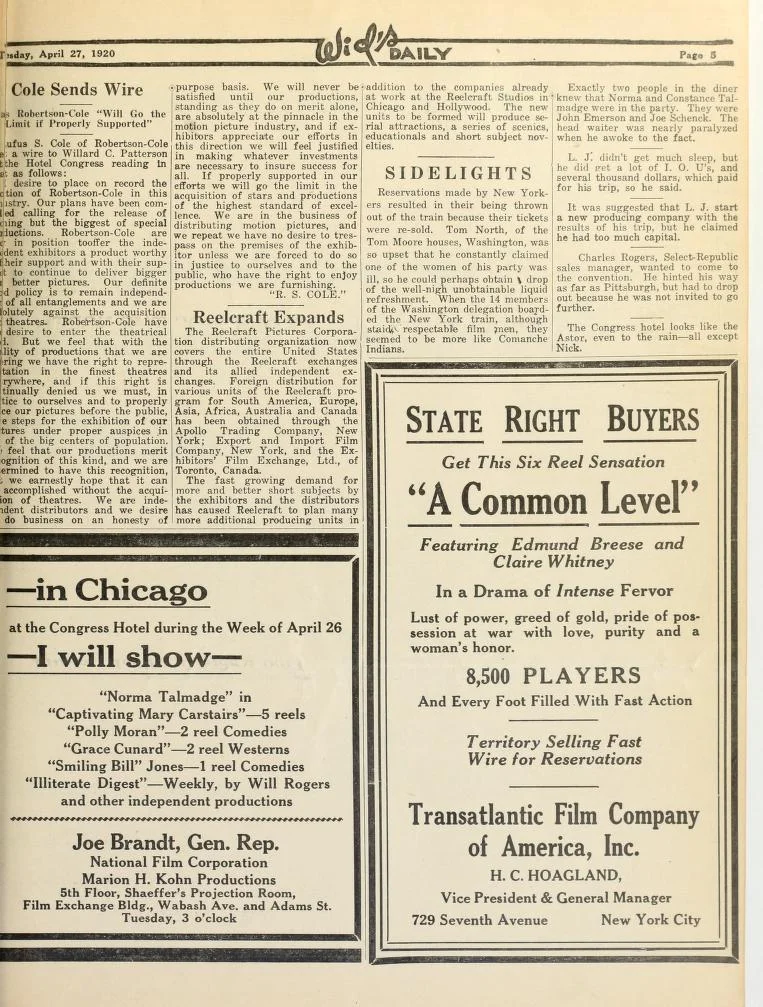 sday, April 27, 1920
Wid's DAILY
Page 5
Cole Sends Wire
Robertson-Cole "Will Go the
Limit if Properly Supported"
ufus S. Cole of Robertson-Cole
a wire to Willard C. Patterson
the Hotel Congress reading in
as follows:
desire to place on record the
ction of Robertson-Cole in this
istry. Our plans have been com-
ed calling for the release of
hing but the biggest of special
ductions. Robertson-Cole are
in position tooffer the inde-
dent exhibitors a product worthy
heir support and with their sup-
t to continue to deliver bigger
better pictures. Our definite
d policy is to remain independ-
of all entanglements and we are
olutely against the acquisition
theatres. Robertson-Cole have
desire to enter the theatrical
l. But we feel that with the
lity of productions that we are
ring we have the right to repre-
tation in the finest theatres
rywhere, and if this right is
tinually denied us we must, in
tice to ourselves and to properly
ce our pictures before the public,
e steps for the exhibition of our
tures under proper auspices in
of the big centers of population.
feel that our productions merit
ognition of this kind, and we are
ermined to have this recognition,
we earnestly hope that it can
accomplished without the acqui-
ion of theatres. We are inde-
ndent distributors and we desire
do business on an honesty of
purpose basis. We will never be
satisfied until our productions,
standing as they do on merit alone,
are absolutely at the pinnacle in the
motion picture industry, and if ex-
hibitors appreciate our efforts in
this direction we will feel justified
in making whatever investments
are necessary to insure success for
all. If properly supported in our
efforts we will go the limit in the
acquisition of stars and productions
of the highest standard of excel-
lence. We are in the business of
distributing motion pictures, and
we repeat we have no desire to tres-
pass on the premises of the exhib-
itor unless we are forced to do so
in justice to ourselves and to the
public, who have the right to enjoy
productions we are furnishing.
"R. S. COLE."
Reelcraft Expands
The Reelcraft Pictures Corpora-
tion distributing organization now
covers the entire United States
through the Reelcraft exchanges
and its allied independent ex-
changes. Foreign distribution for
various units of the Reelcraft pro-
gram for South America, Europe,
Asia, Africa, Australia and Canada
has been obtained through the
Apollo Trading Company, New
York; Export and Import Film
Company, New York, and the Ex-
hibitors' Film Exchange, Ltd., of
Toronto, Canada.
The fast growing demand for
more and better short subjects by
the exhibitors and the distributors
has caused Reelcraft to plan many
more additional producing units in
addition to the companies already
at work at the Reelcraft Studios in
Chicago and Hollywood. The new
units to be formed will produce se-
rial attractions, a series of scenics,
educationals and short subject nov-
elties.
SIDELIGHTS
Reservations made by New York-
ers resulted in their being thrown
out of the train because their tickets
were re-sold. Tom North, of the
Tom Moore houses, Washington, was
so upset that he constantly claimed
one of the women of his party was
ill, so he could perhaps obtain a drop
of the well-nigh unobtainable liquid
refreshment. When the 14 members
of the Washington delegation board-
ed the New York train, although
staid, respectable film men, they
seemed to be more like Comanche
Indians.
Exactly two people in the diner
knew that Norma and Constance Tal-
madge were in the party. They were
John Emerson and Joe Schenck. The
head waiter was nearly paralyzed
when he awoke to the fact.
L. J. didn't get much sleep, but
he did get a lot of I. O. U's, and
several thousand dollars, which paid
for his trip, so he said.
It was suggested that L. J. start
a new producing company with the
results of his trip, but he claimed
he had too much capital.
Charles Rogers, Select-Republic
sales manager, wanted to come to
the convention. He hinted his way
as far as Pittsburgh, but had to drop
out because he was not invited to go
further.
The Congress hotel looks like the
Astor, even to the rain—all except
Nick.
—in Chicago
at the Congress Hotel during the Week of April 26
—I will show—
"Norma Talmadge" in
"Captivating Mary Carstairs"—5 reels
"Polly Moran"—2 reel Comedies
"Grace Cunard"—2 reel Westerns
"Smiling Bill" Jones—1 reel Comedies
"Illiterate Digest"—Weekly, by Will Rogers
and other independent productions
Joe Brandt, Gen. Rep.
National Film Corporation
Marion H. Kohn Productions
5th Floor, Shaeffer's Projection Room,
Film Exchange Bldg., Wabash Ave. and Adams St.
Tuesday, 3 o'clock
STATE RIGHT BUYERS
Get This Six Reel Sensation
"A Common Level"
Featuring Edmund Breese and
Claire Whitney
In a Drama of Intense Fervor
Lust of power, greed of gold, pride of pos-
session at war with love, purity and a
woman's honor.
8,500 PLAYERS
And Every Foot Filled With Fast Action
Territory Selling Fast
Wire for Reservations
Transatlantic Film Company
of America, Inc.
H. C. HOAGLAND,
Vice President & General Manager
729 Seventh Avenue New York City